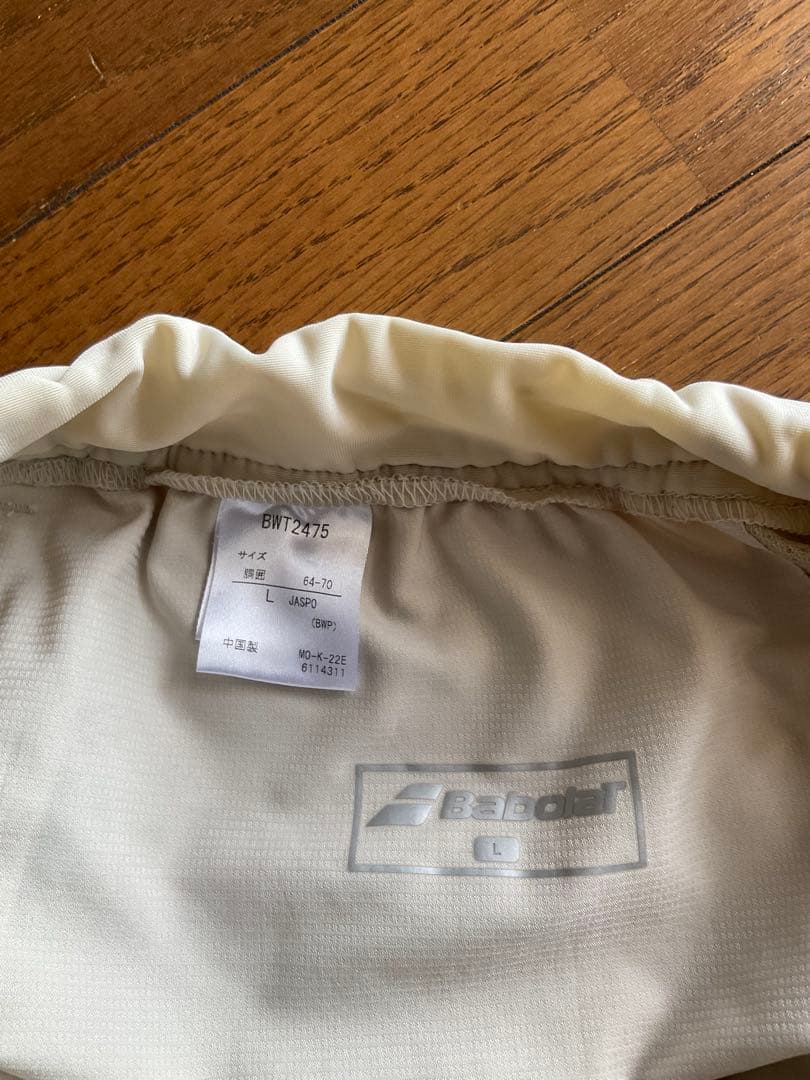 BWT2475
サイズ
胴囲 64-70
L JASPO
(BWP)
中国製 MO-K-22E
6114311
Babolat
L